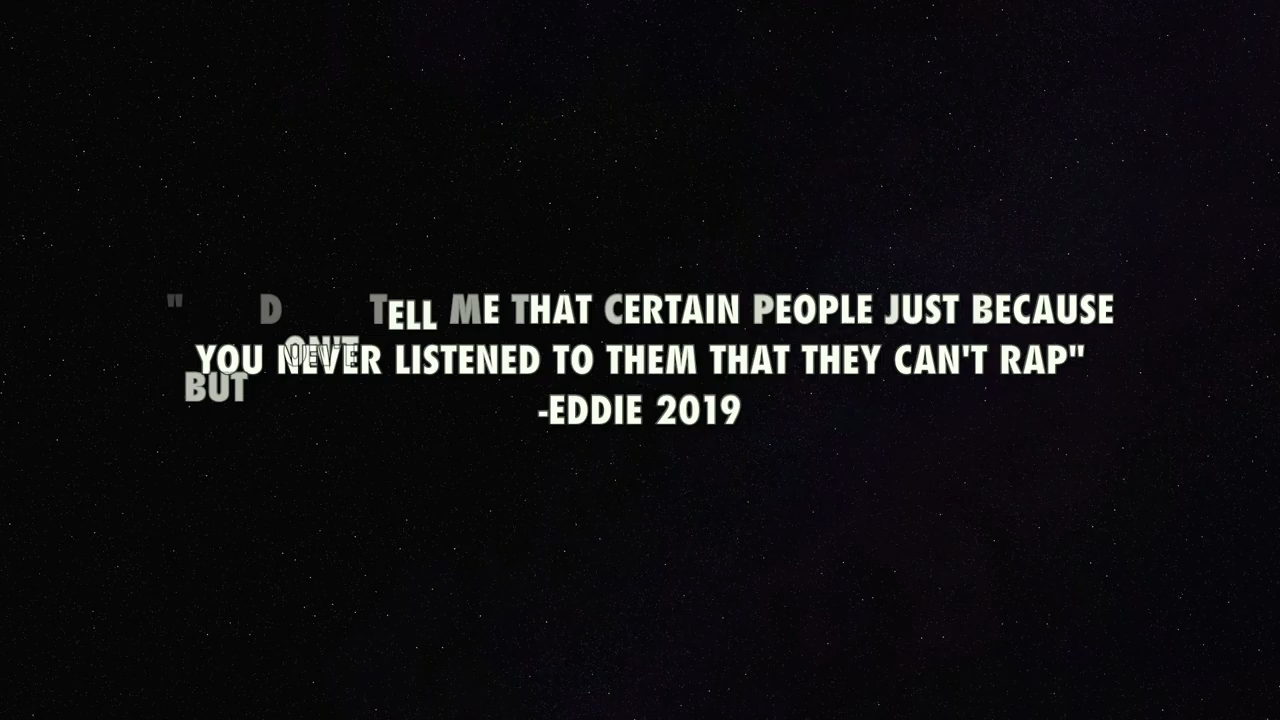 "BUT DON'T TELL ME THAT CERTAIN PEOPLE JUST BECAUSE
YOU NEVER LISTENED TO THEM THAT THEY CAN'T RAP"
-EDDIE 2019